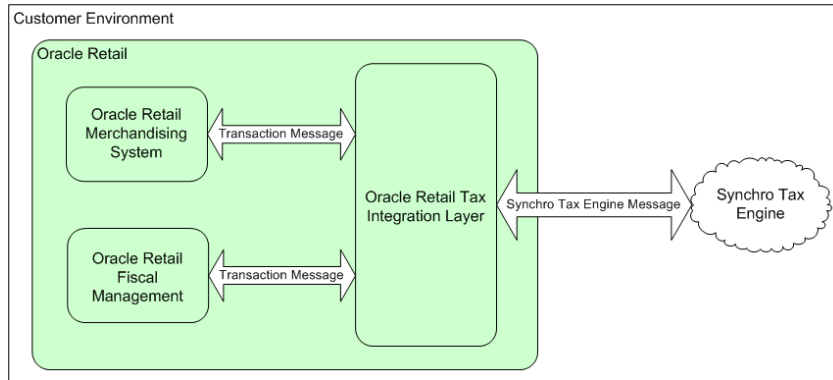 Customer Environment
Oracle Retail
Oracle Retail
Merchandising
System
Transaction Message
Oracle Retail Tax
Integration Layer
Synchro Tax Engine Message
Synchro Tax
Engine
Oracle Retail
Fiscal
Management
Transaction Message